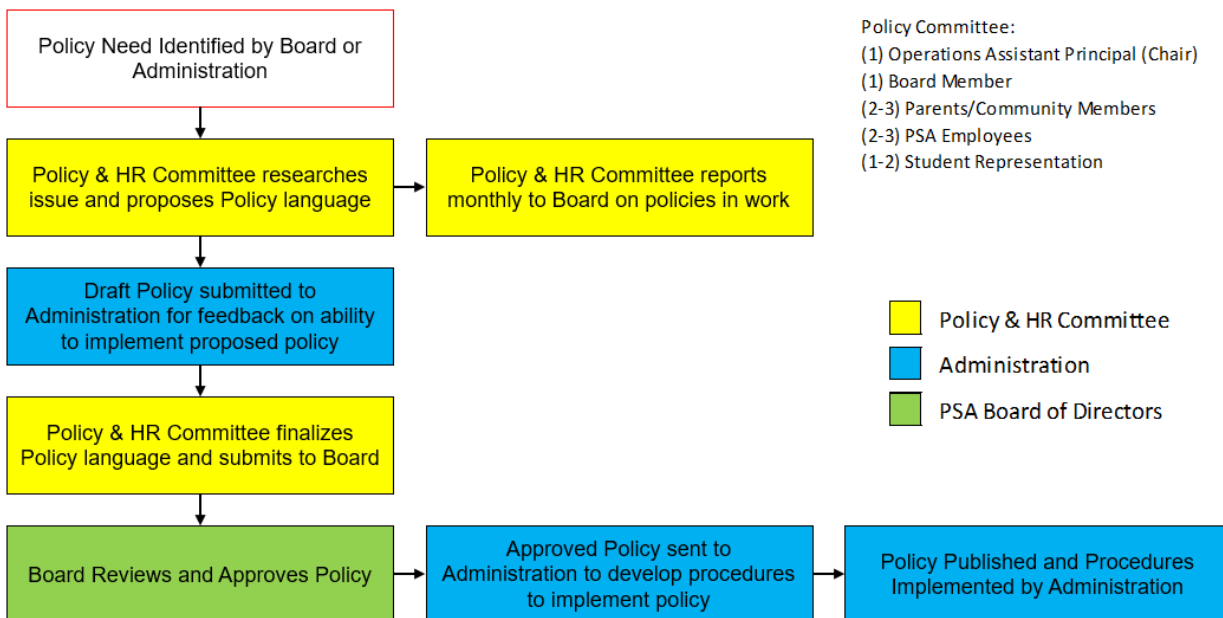 Policy Need Identified by Board or
Administration
Policy Committee:
(1) Operations Assistant Principal (Chair)
(1) Board Member
(2-3) Parents/Community Members
(2-3) PSA Employees
(1-2) Student Representation
Policy & HR Committee researches
issue and proposes Policy language
Policy & HR Committee reports
monthly to Board on policies in work
Draft Policy submitted to
Administration for feedback on ability
to implement proposed policy
Policy & HR Committee
Administration
PSA Board of Directors
Policy & HR Committee finalizes
Policy language and submits to Board
Board Reviews and Approves Policy
Approved Policy sent to
Administration to develop procedures
to implement policy
Policy Published and Procedures
Implemented by Administration